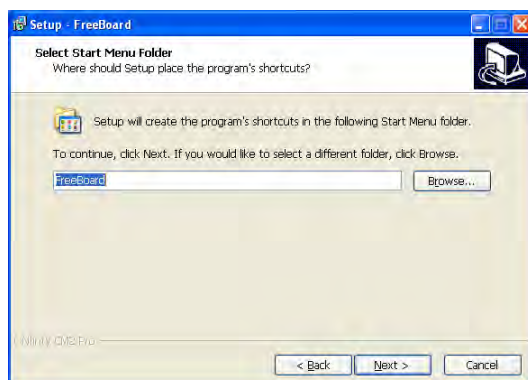 Setup - FreeBoard
Select Start Menu Folder
Where should Setup place the program's shortcuts?
Setup will create the program's shortcuts in the following Start Menu folder.
To continue, click Next. If you would like to select a different folder, click Browse.
FreeBoard
Browse...
< Back
Next >
Cancel